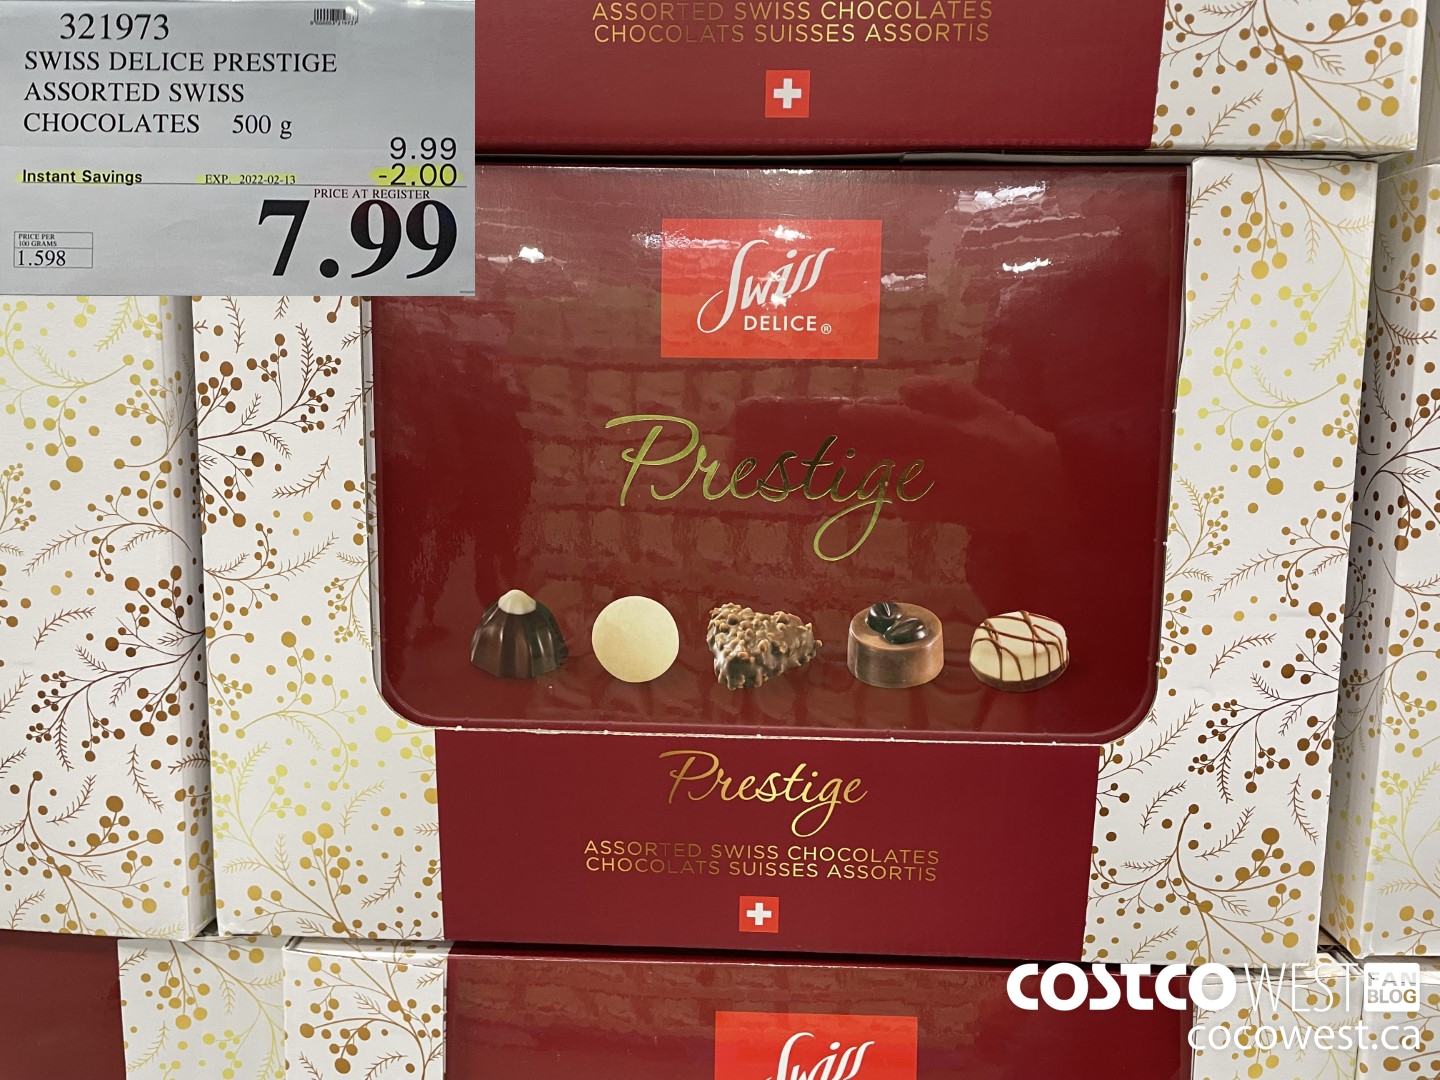 321973
SWISS DELICE PRESTIGE
ASSORTED SWISS
CHOCOLATES 500 g
9.99
Instant Savings EXP. 2022-02-13 -2.00
PRICE AT REGISTER
7.99
PRICE PER
100 GRAMS
1.598
ASSORTED SWISS CHOCOLATES
CHOCOLATS SUISSES ASSORTIS
Swiss
DELICE®
Prestige
Prestige
ASSORTED SWISS CHOCOLATES
CHOCOLATS SUISSES ASSORTIS
Swiss
COSTCO WEST FAN BLOG
cocowest.ca